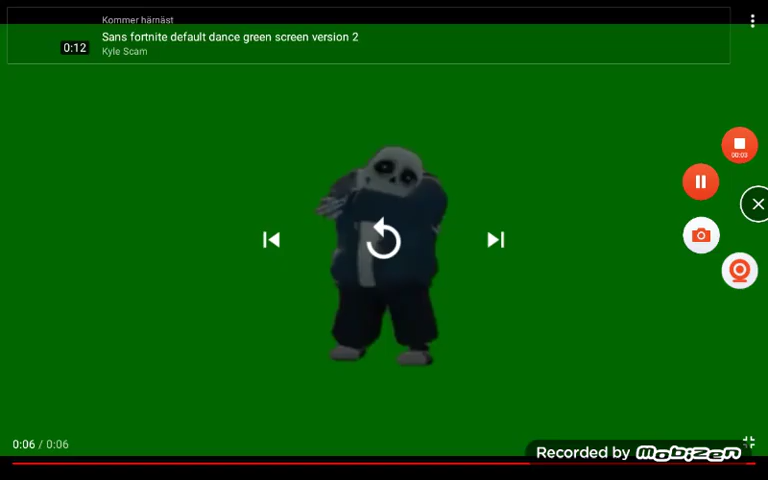 Kommer härnäst
Sans fortnite default dance green screen version 2
0:12
Kyle Scam
00:03
0:06 / 0:06
Recorded by Mobizen